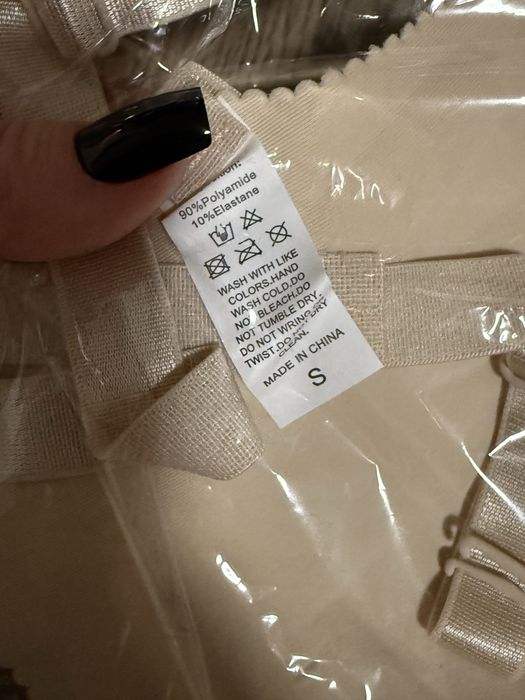 90%Polyamide
10%Elastane
WASH WITH LIKE
COLORS.HAND
WASH COLD.DO
NOT BLEACH.DO
NOT TUMBLE DRY.
DO NOT WRING.
TWIST.DO NOT DRY
CLEAN.
MADE IN CHINA
S